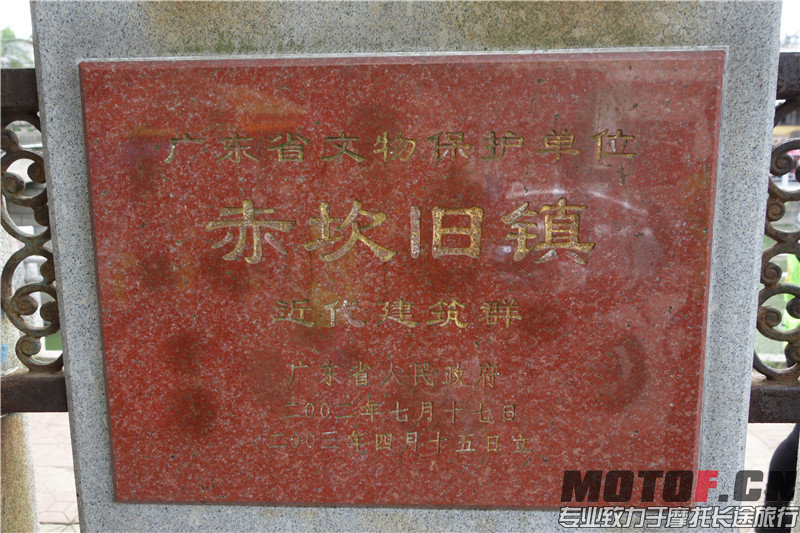 广东省文物保护单位
赤坎旧镇
近代建筑群
广东省人民政府
二〇〇二年七月十七日
二〇〇三年四月十五日立
MOTOF.CN
专业致力于摩托长途旅行